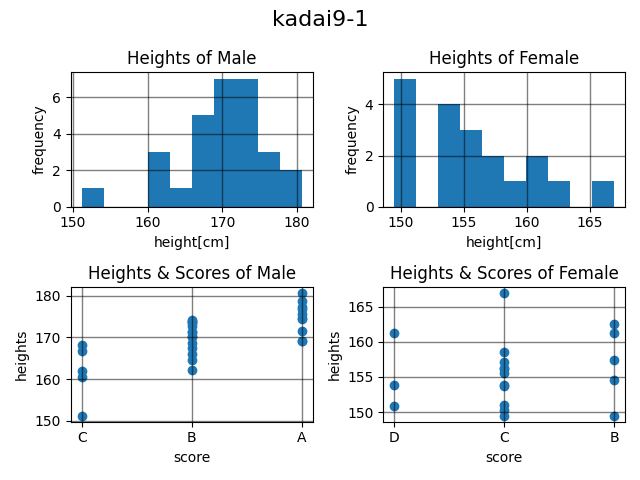 kadai9-1
Heights of Male
frequency
6
4
2
0
150 160 170 180
height[cm]
Heights of Female
frequency
4
2
0
150 155 160 165
height[cm]
Heights & Scores of Male
heights
180
170
160
150
C B A
score
Heights & Scores of Female
heights
165
160
155
150
D C B
score